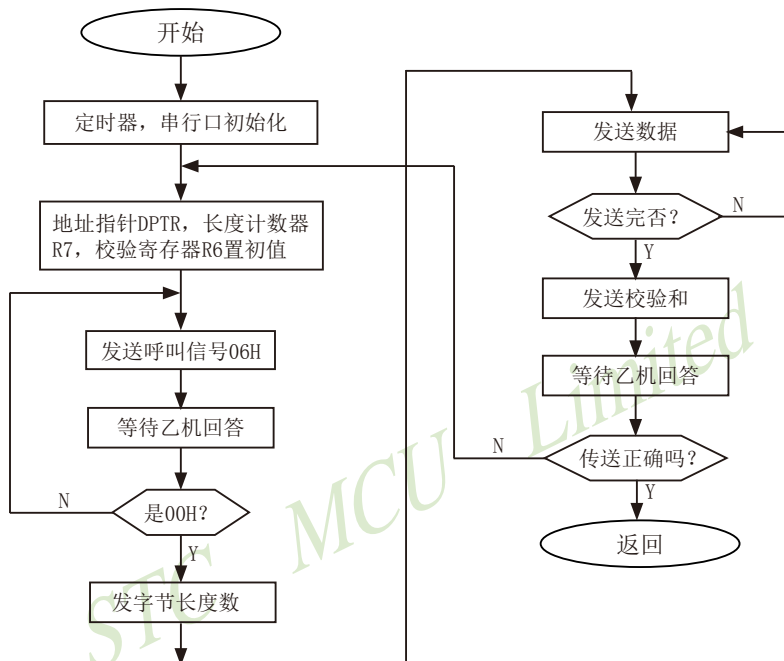 开始
定时器，串行口初始化
地址指针DPTR，长度计数器
R7，校验寄存器R6置初值
发送呼叫信号06H
等待乙机回答
是00H？
N
Y
发字节长度数
发送数据
发送完否？
N
Y
发送校验和
等待乙机回答
传送正确吗？
N
Y
返回
STC MCU Limited